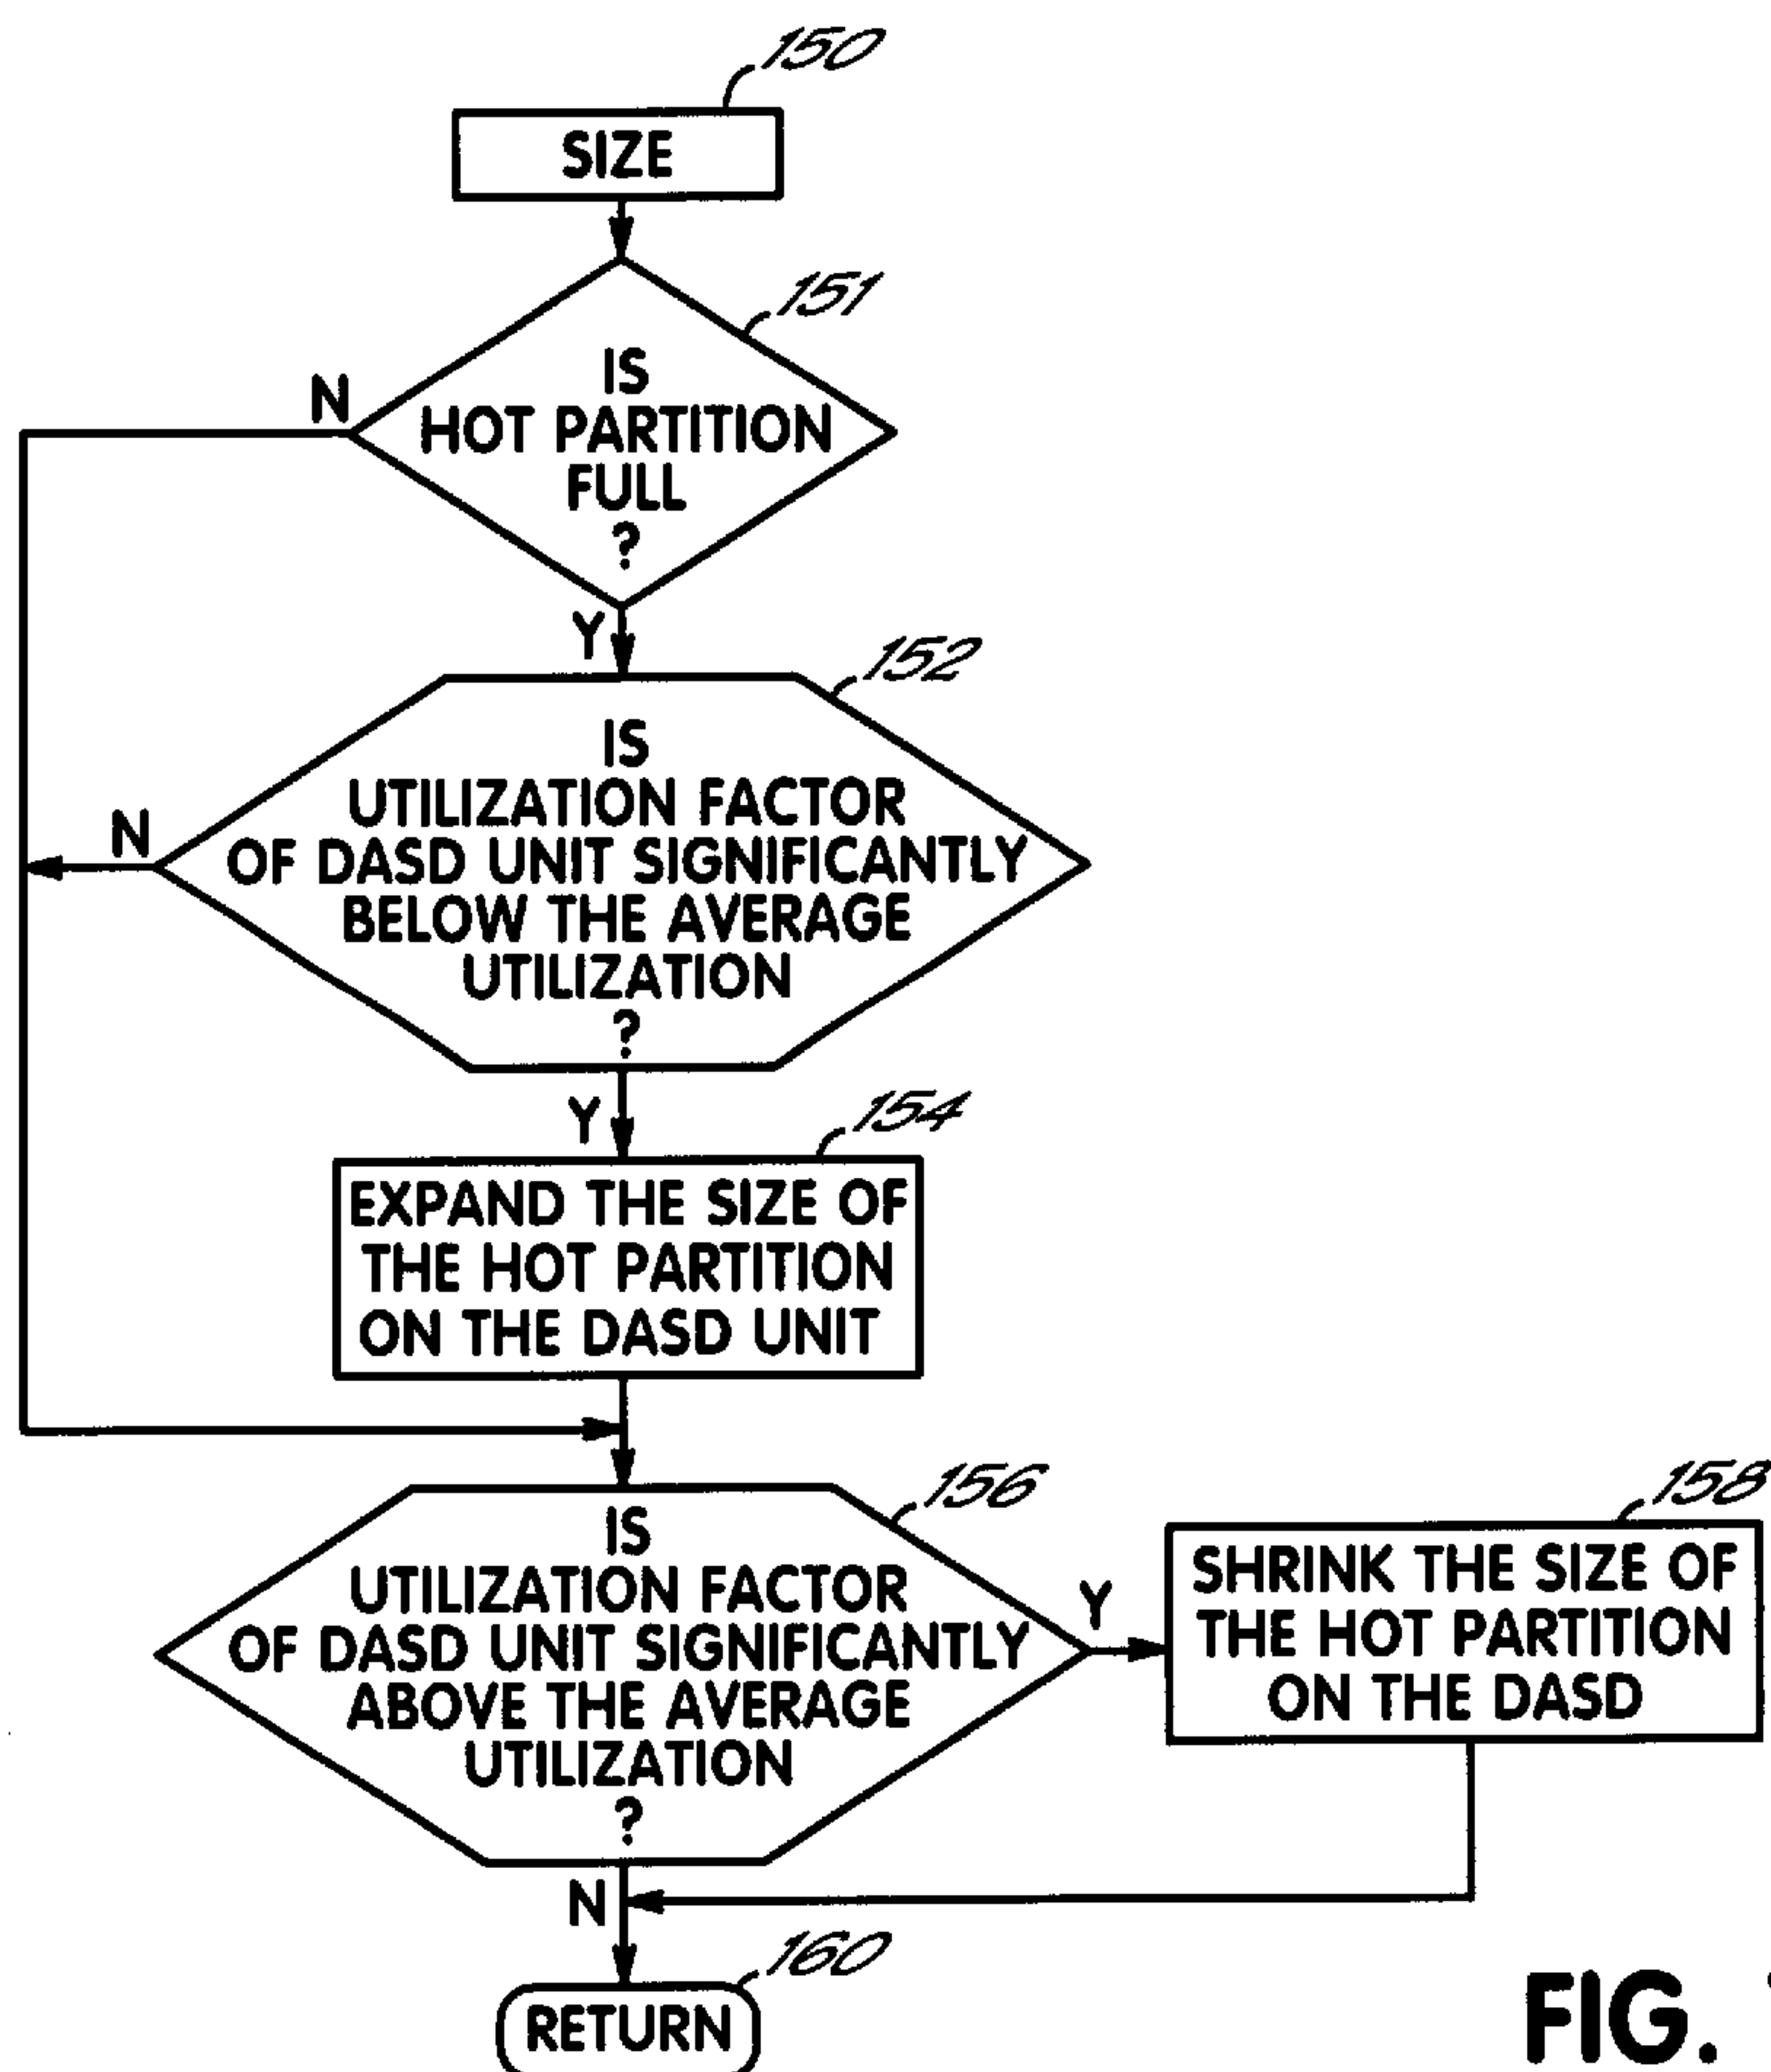 150
SIZE
151
IS
HOT PARTITION
FULL
?
N
Y
152
IS
UTILIZATION FACTOR
OF DASD UNIT SIGNIFICANTLY
BELOW THE AVERAGE
UTILIZATION
?
N
Y
154
EXPAND THE SIZE OF
THE HOT PARTITION
ON THE DASD UNIT
156
IS
UTILIZATION FACTOR
OF DASD UNIT SIGNIFICANTLY
ABOVE THE AVERAGE
UTILIZATION
?
Y
158
SHRINK THE SIZE OF
THE HOT PARTITION
ON THE DASD
N
160
RETURN
FIG.